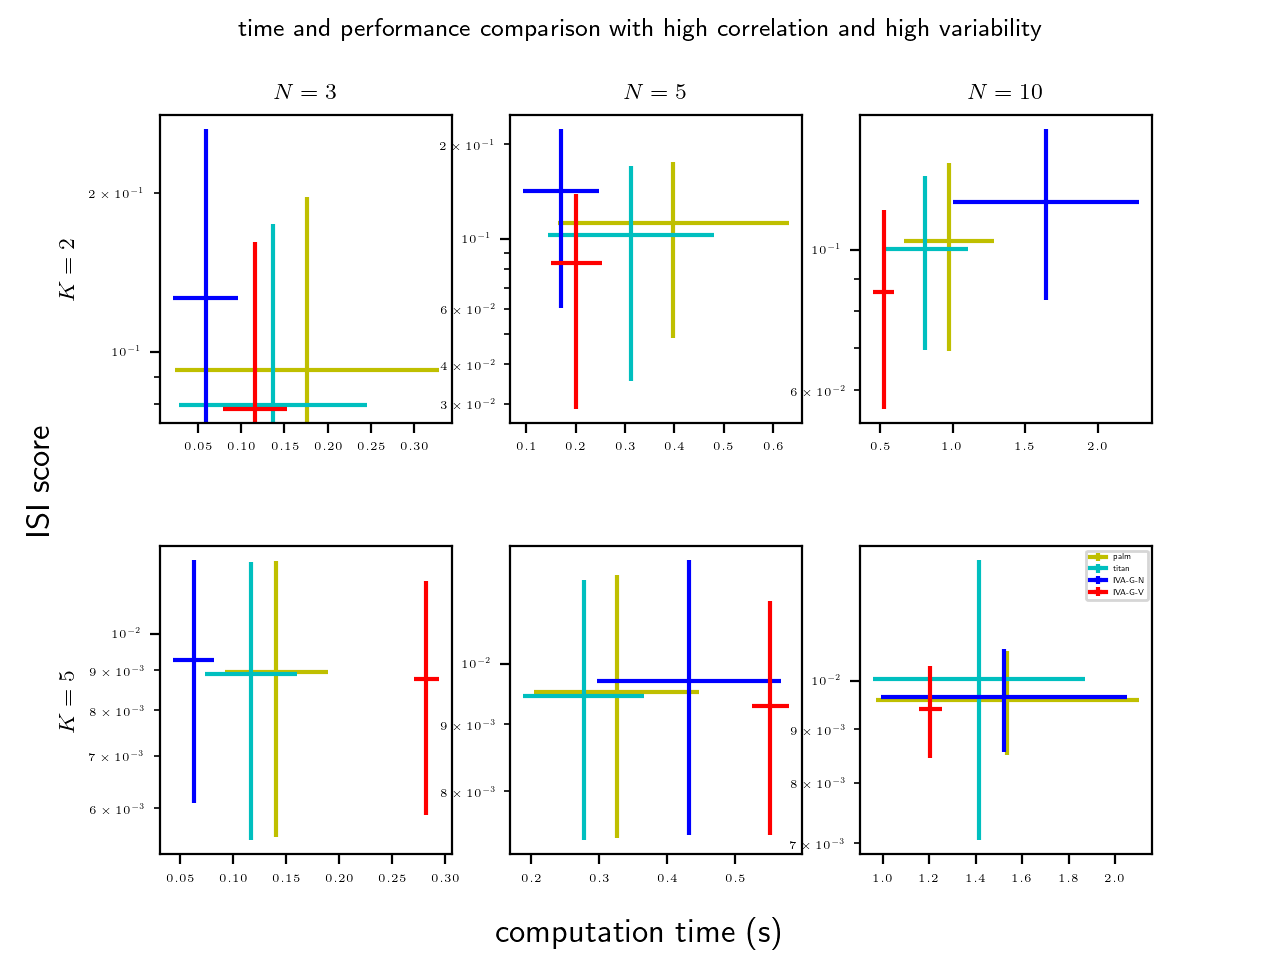 time and performance comparison with high correlation and high variability
N = 3
N = 5
N = 10
K = 2
2 × 10⁻¹
10⁻¹
0.05 0.10 0.15 0.20 0.25 0.30
2 × 10⁻¹
10⁻¹
6 × 10⁻²
4 × 10⁻²
3 × 10⁻²
0.1 0.2 0.3 0.4 0.5 0.6
10⁻¹
6 × 10⁻²
0.5 1.0 1.5 2.0
ISI score
K = 5
10⁻²
9 × 10⁻³
8 × 10⁻³
7 × 10⁻³
6 × 10⁻³
0.05 0.10 0.15 0.20 0.25 0.30
10⁻²
9 × 10⁻³
8 × 10⁻³
0.2 0.3 0.4 0.5
10⁻²
9 × 10⁻³
8 × 10⁻³
7 × 10⁻³
1.0 1.2 1.4 1.6 1.8 2.0
palm
titan
IVA-G-N
IVA-G-V
computation time (s)